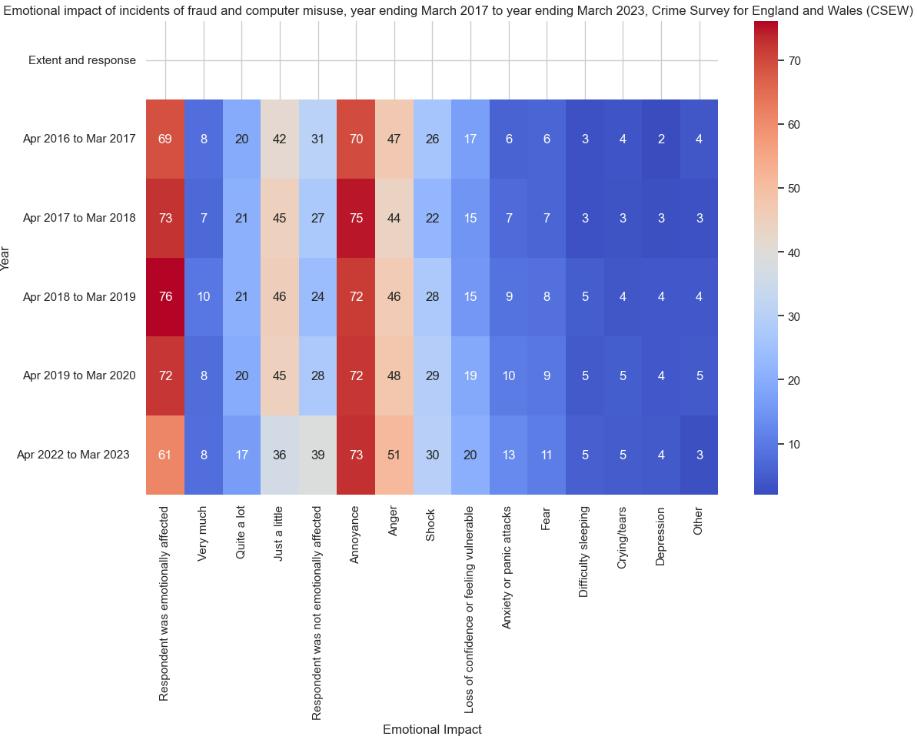 Emotional impact of incidents of fraud and computer misuse, year ending March 2017 to year ending March 2023, Crime Survey for England and Wales (CSEW)
Extent and response
Apr 2016 to Mar 2017 69 8 20 42 31 70 47 26 17 6 6 3 4 2 4
Apr 2017 to Mar 2018 73 7 21 45 27 75 44 22 15 7 7 3 3 3 3
Apr 2018 to Mar 2019 76 10 21 46 24 72 46 28 15 9 8 5 4 4 4
Apr 2019 to Mar 2020 72 8 20 45 28 72 48 29 19 10 9 5 5 4 5
Apr 2022 to Mar 2023 61 8 17 36 39 73 51 30 20 13 11 5 5 4 3
Year
Respondent was emotionally affected
Very much
Quite a lot
Just a little
Respondent was not emotionally affected
Annoyance
Anger
Shock
Loss of confidence or feeling vulnerable
Anxiety or panic attacks
Fear
Difficulty sleeping
Crying/tears
Depression
Other
Emotional Impact
70
60
50
40
30
20
10